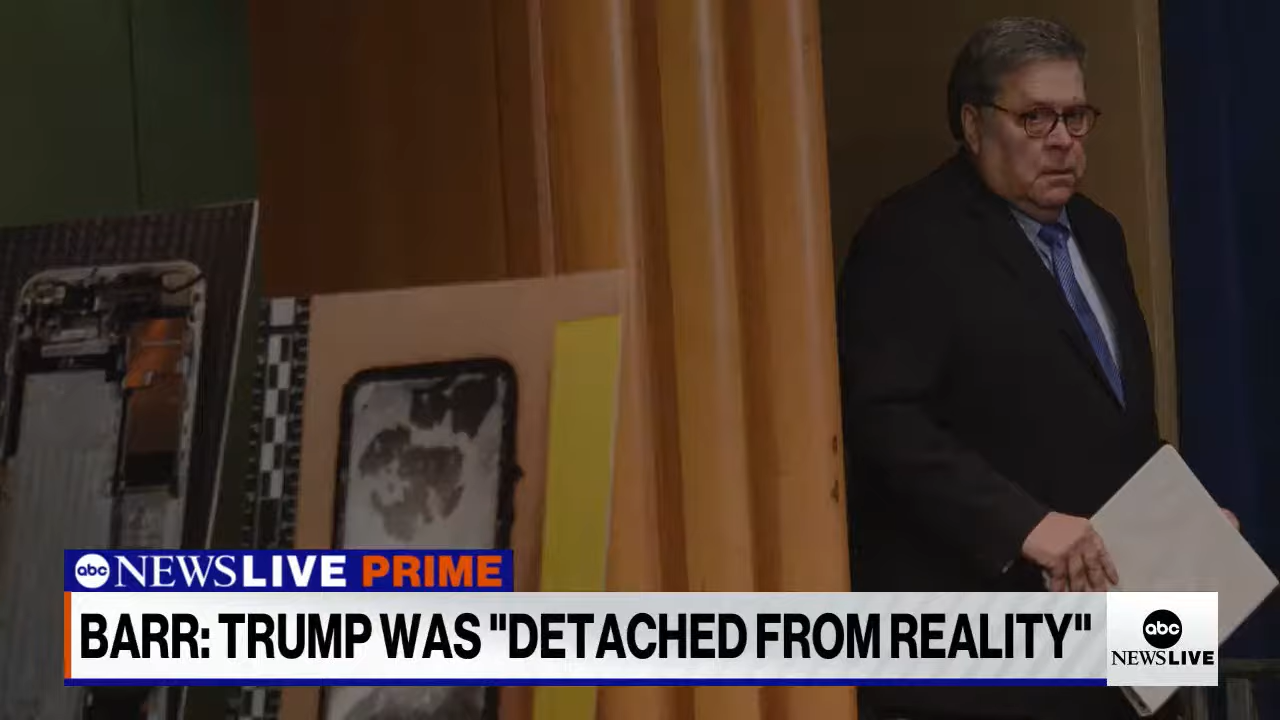 abc NEWS LIVE PRIME
BARR: TRUMP WAS "DETACHED FROM REALITY"
abc
NEWS LIVE